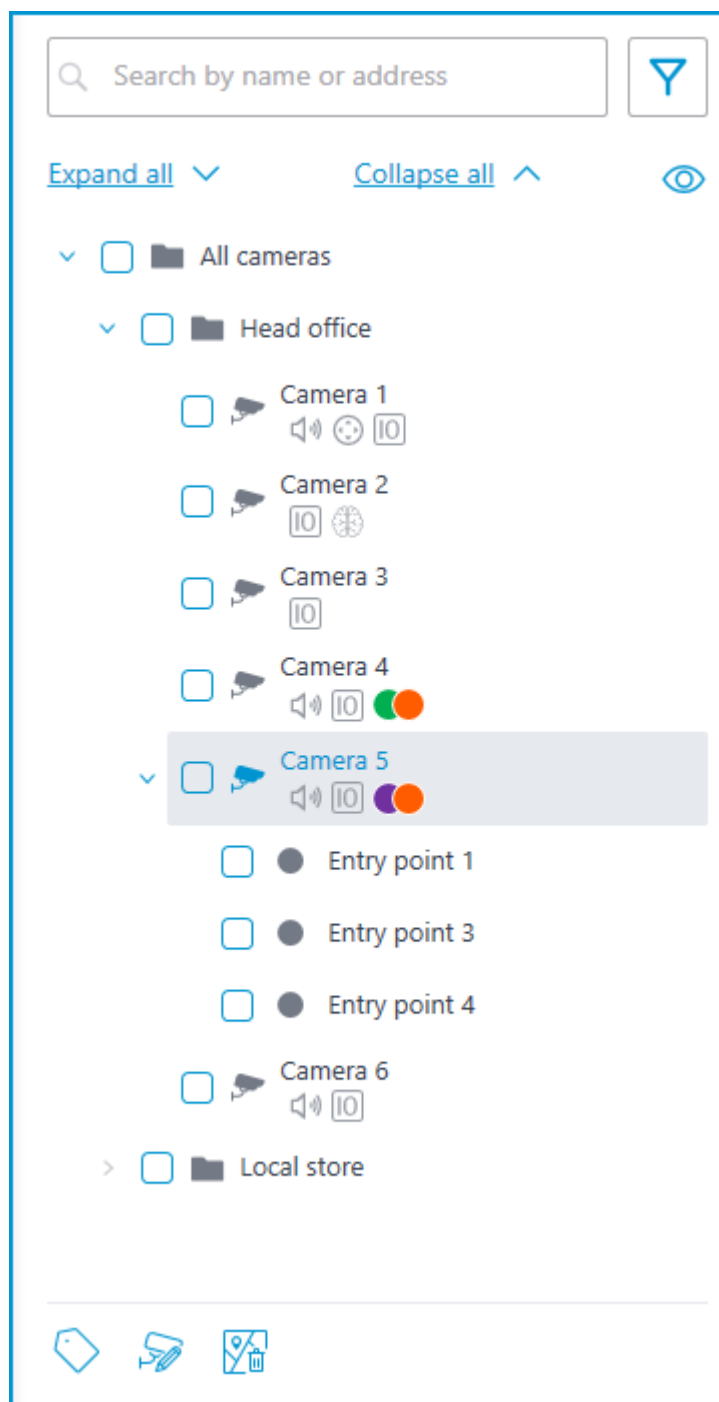 Search by name or address
Expand all Collapse all
All cameras
Head office
Camera 1
IO
Camera 2
IO
Camera 3
IO
Camera 4
IO
Camera 5
IO
Entry point 1
Entry point 3
Entry point 4
Camera 6
IO
Local store